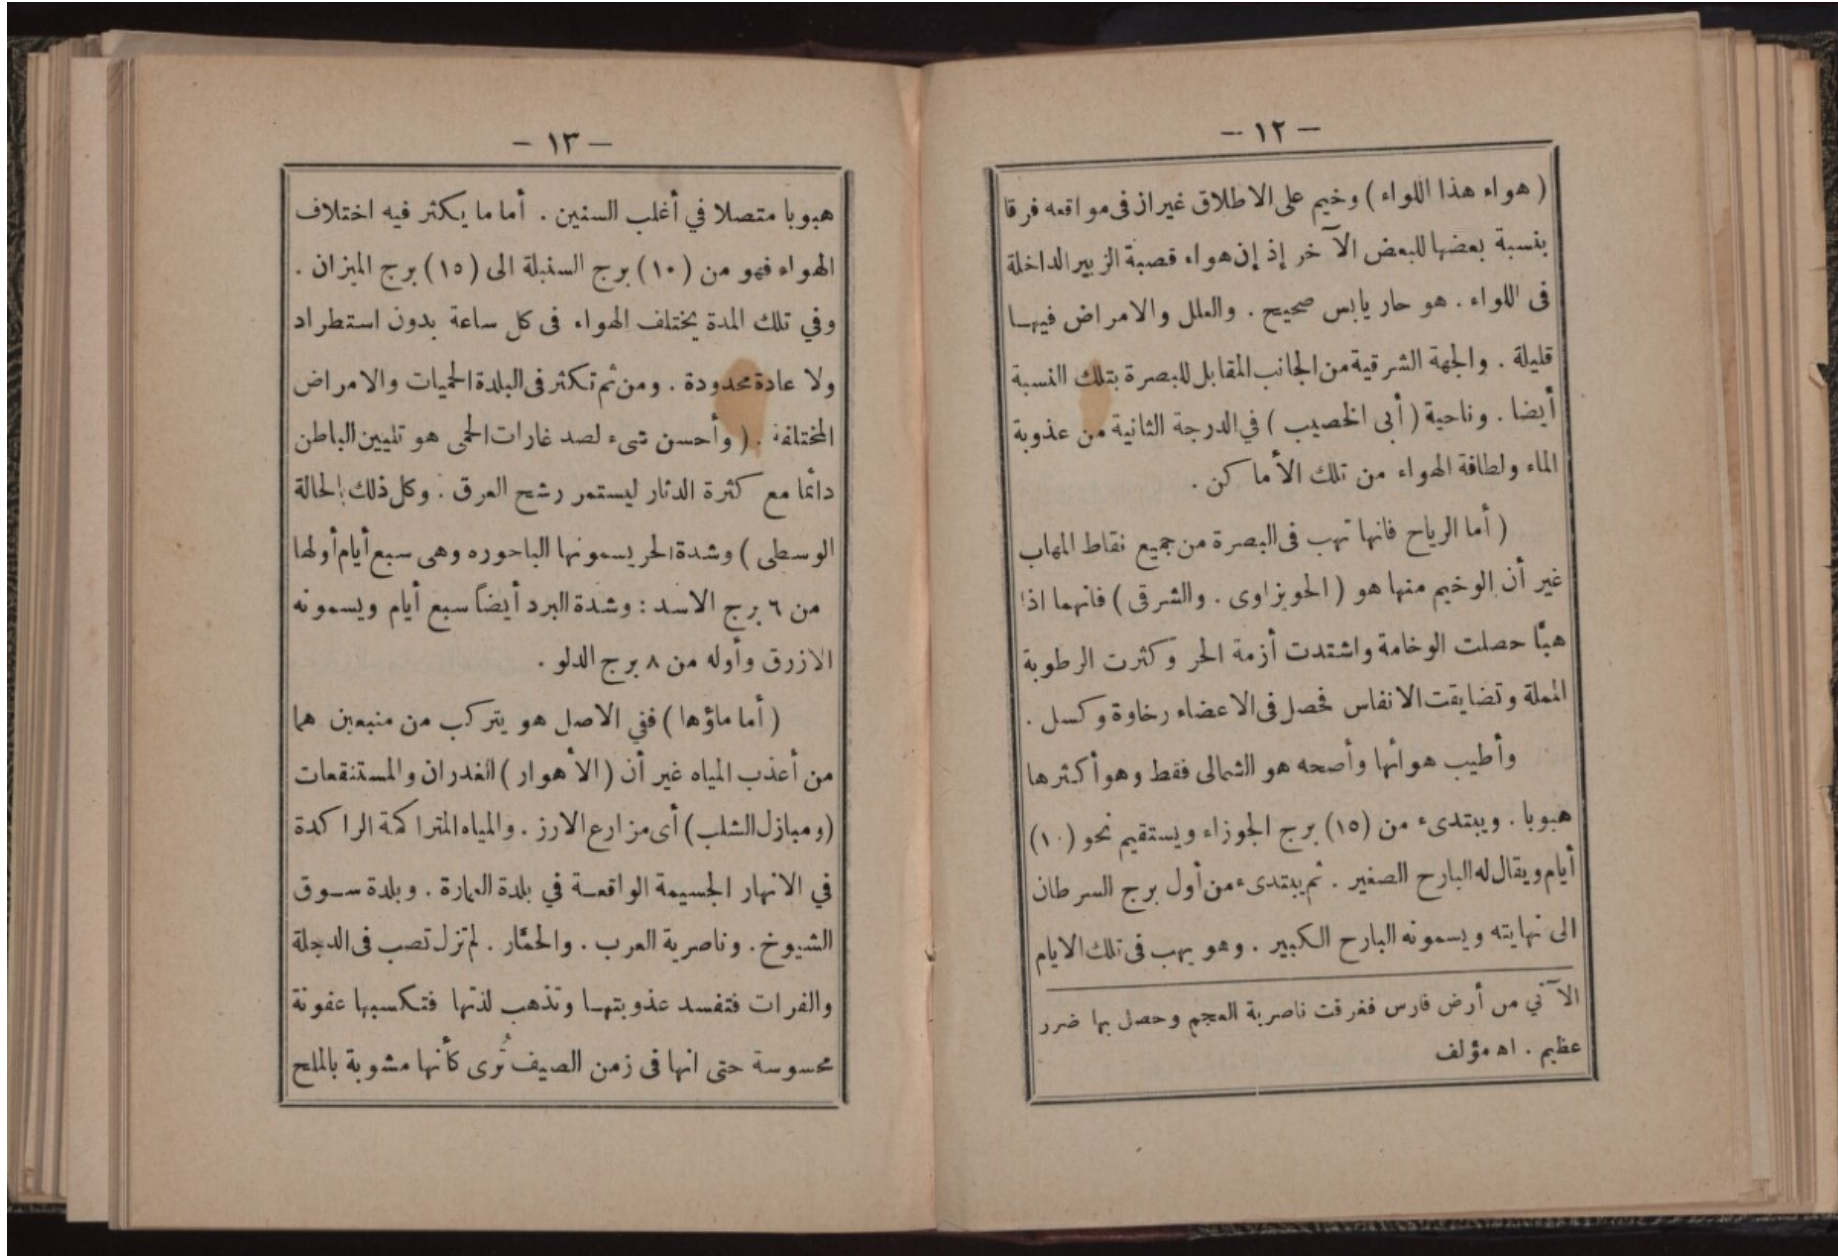 — ١٢ —
( هواء هذا اللواء ) وخيم على الاطلاق غير ان فى مواقعه فرقا
بنسبة بعضها للبعض الآخر إذ إن هواء قصبة الزبير الداخلة
فى اللواء . هو حار يابس صحيح . والعلل والامراض فيها
قليلة . والجهة الشرقية من الجانب المقابل للبصرة بتلك النسبة
أيضا . وناحية ( أبى الخصيب ) في الدرجة الثانية من عذوبة
الماء ولطافة الهواء من تلك الأماكن .
( أما الرياح فانها تهب فى البصرة من جميع نقاط المهاب
غير أن الوخيم منها هو ( الحويزاوى . والشرقى ) فانهما اذا
هبّا حصلت الوخامة واشتدت أزمة الحر وكثرت الرطوبة
المملة وتضايقت الانفاس فحصل فى الاعضاء رخاوة وكسل .
وأطيب هوائها وأصحه هو الشمالى فقط وهو أكثرها
هبوبا . ويبتدىء من (١٥) برج الجوزاء ويستقيم نحو (١٠)
أيام ويقال له البارح الصغير . ثم يبتدىء من أول برج السرطان
الى نهايته ويسمونه البارح الكبير . وهو يهب فى تلك الايام
الآتي من أرض فارس فغرقت ناصرية العجم وحصل بها ضرر
عظيم . اه مؤلف
— ١٣ —
هبوبا متصلا في أغلب السنين . أما ما يكثر فيه اختلاف
الهواء فهو من (١٠) برج السنبلة الى (١٥) برج الميزان .
وفي تلك المدة يختلف الهواء فى كل ساعة بدون استطراد
ولا عادة محدودة . ومن ثم تكثر فى البلدة الحميات والامراض
المختلفة . ( وأحسن شىء لصد غارات الحمى هو تليين الباطن
دائما مع كثرة الدثار ليستمر رشح العرق . وكل ذلك بالحالة
الوسطى ) وشدة الحر يسمونها الباحوره وهى سبع أيام أولها
من ٦ برج الاسد : وشدة البرد أيضاً سبع أيام ويسمونه
الازرق وأوله من ٨ برج الدلو .
( أما ماؤها ) ففي الاصل هو يتركب من منبعين هما
من أعذب المياه غير أن ( الأهوار ) الغدران والمستنقعات
(ومبازل الشلب) أى مزارع الارز . والمياه المتراكمة الراكدة
في الانهار الجسيمة الواقعة في بلدة العمارة . وبلدة سوق
الشيوخ . وناصرية العرب . والحمّار . لم تزل تصب فى الدجلة
والفرات فتفسد عذوبتها وتذهب لذتها فتكسبها عفونة
محسوسة حتى انها فى زمن الصيف تُرى كأنها مشوبة بالملح